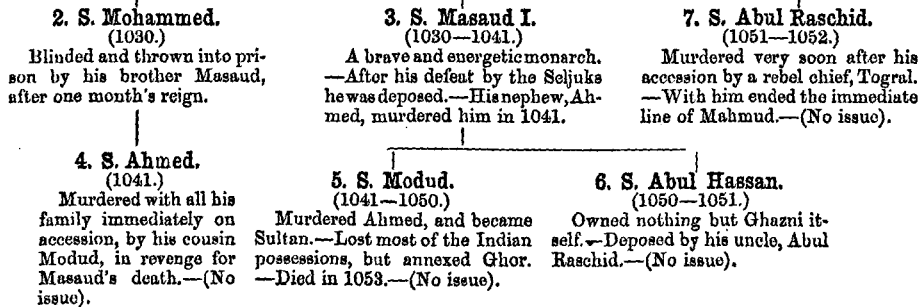 2. S. Mohammed.
(1030.)
Blinded and thrown into pri-
son by his brother Masaud,
after one month's reign.
3. S. Masaud I.
(1030—1041.)
A brave and energetic monarch.
—After his defeat by the Seljuks
he was deposed.—His nephew, Ah-
med, murdered him in 1041.
7. S. Abul Raschid.
(1051—1052.)
Murdered very soon after his
accession by a rebel chief, Togral.
—With him ended the immediate
line of Mahmud.—(No issue).
4. S. Ahmed.
(1041.)
Murdered with all his
family immediately on
accession, by his cousin
Modud, in revenge for
Masaud's death.—(No
issue).
5. S. Modud.
(1041—1050.)
Murdered Ahmed, and became
Sultan.—Lost most of the Indian
possessions, but annexed Ghor.
—Died in 1053.—(No issue).
6. S. Abul Hassan.
(1050—1051.)
Owned nothing but Ghazni it-
self.—Deposed by his uncle, Abul
Raschid.—(No issue).